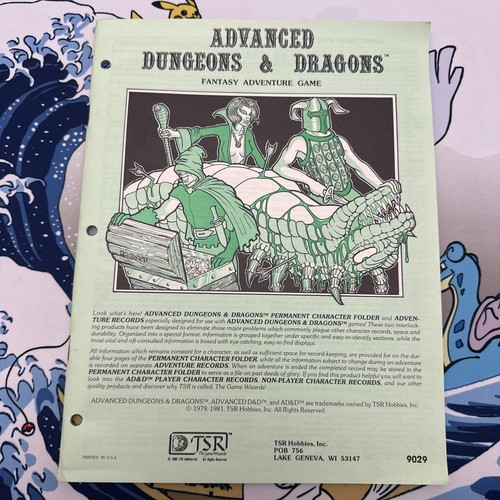 ADVANCED
DUNGEONS & DRAGONS™
FANTASY ADVENTURE GAME
Look what's here! ADVANCED DUNGEONS & DRAGONS™ PERMANENT CHARACTER FOLDER and ADVEN-
TURE RECORDS especially designed for use with ADVANCED DUNGEONS & DRAGONS™ games! These two interlock-
ing products have been designed to eliminate those major problems which commonly plague other character records, space and
durability. Organized into a special format, information is grouped together under specific and easy-to-identify sections, while the
most vital and oft-consulted information is boxed with eye-catching, easy to find displays.
All information which remains constant for a character, as well as sufficient space for record-keeping, are provided for on the dur-
able four pages of the PERMANENT CHARACTER FOLDER, while all the information subject to change during an adventure
is recorded on separate ADVENTURE RECORDS. When an adventure is ended the completed record may be stored in the
PERMANENT CHARACTER FOLDER to serve as a file on past deeds of glory. If you find this product helpful you will want to
look into the AD&D™ PLAYER CHARACTER RECORDS, NON-PLAYER CHARACTER RECORDS, and our other
quality products and discover why TSR is called, The Game Wizards!
ADVANCED DUNGEONS & DRAGONS™, ADVANCED D&D™, and AD&D™ are trademarks owned by TSR Hobbies, Inc.
© 1979, 1981, TSR Hobbies, Inc. All Rights Reserved.
TSR™
The Game Wizards
© 1980 TSR Hobbies Inc. All Rights Reserved
TSR Hobbies, Inc.
POB 756
LAKE GENEVA, WI 53147
PRINTED IN U.S.A.
9029